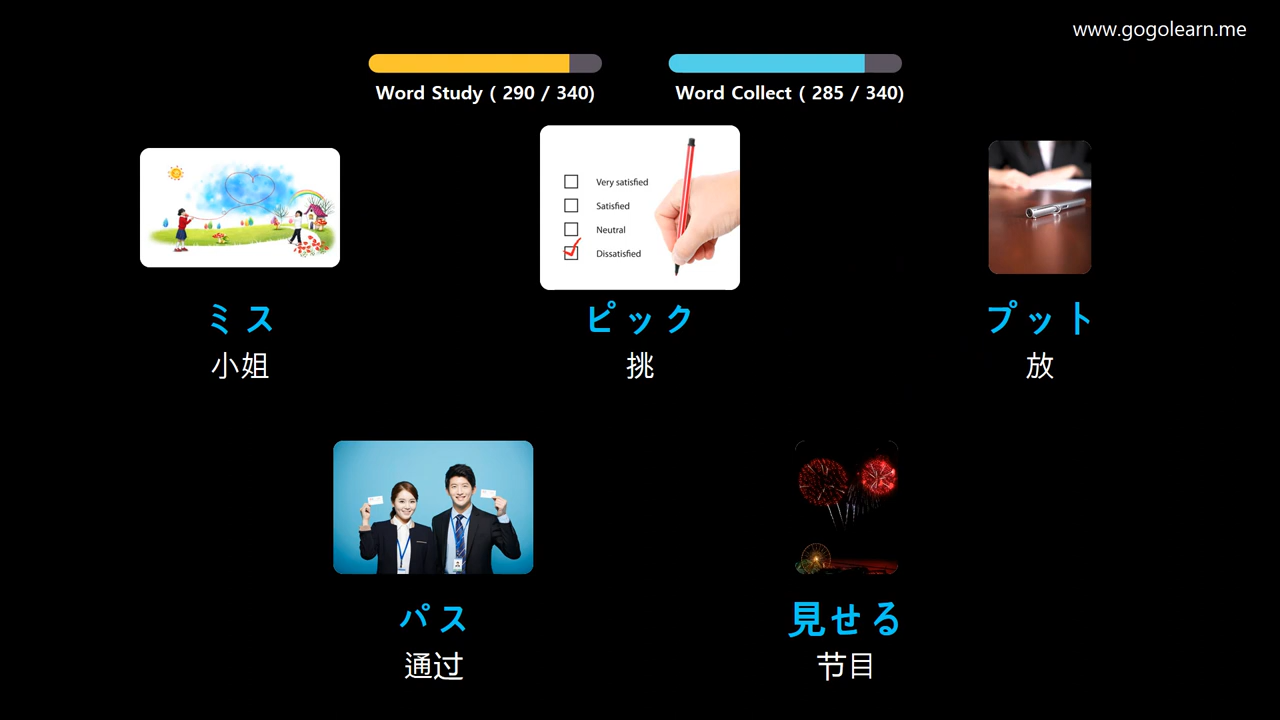 www.gogolearn.me
Word Study ( 290 / 340)
Word Collect ( 285 / 340)
Very satisfied
Satisfied
Neutral
Dissatisfied
ミス
小姐
ピック
挑
プット
放
パス
通过
見せる
节目